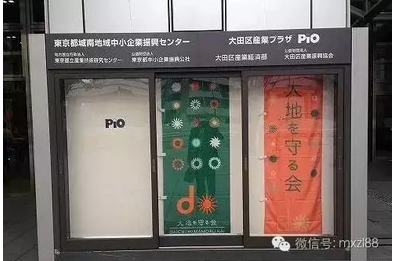 東京都城南地域中小企業振興センター
大田区産業プラザ PiO
地方独立行政法人
東京都立産業技術研究センター
公益財団法人
東京都中小企業振興公社
大田区産業経済部
公益財団法人
大田区産業振興協会
PiO
do
大地を守る会
DAICHI WO MAMORU KAI
大地を守る会
微信号: mxzl88